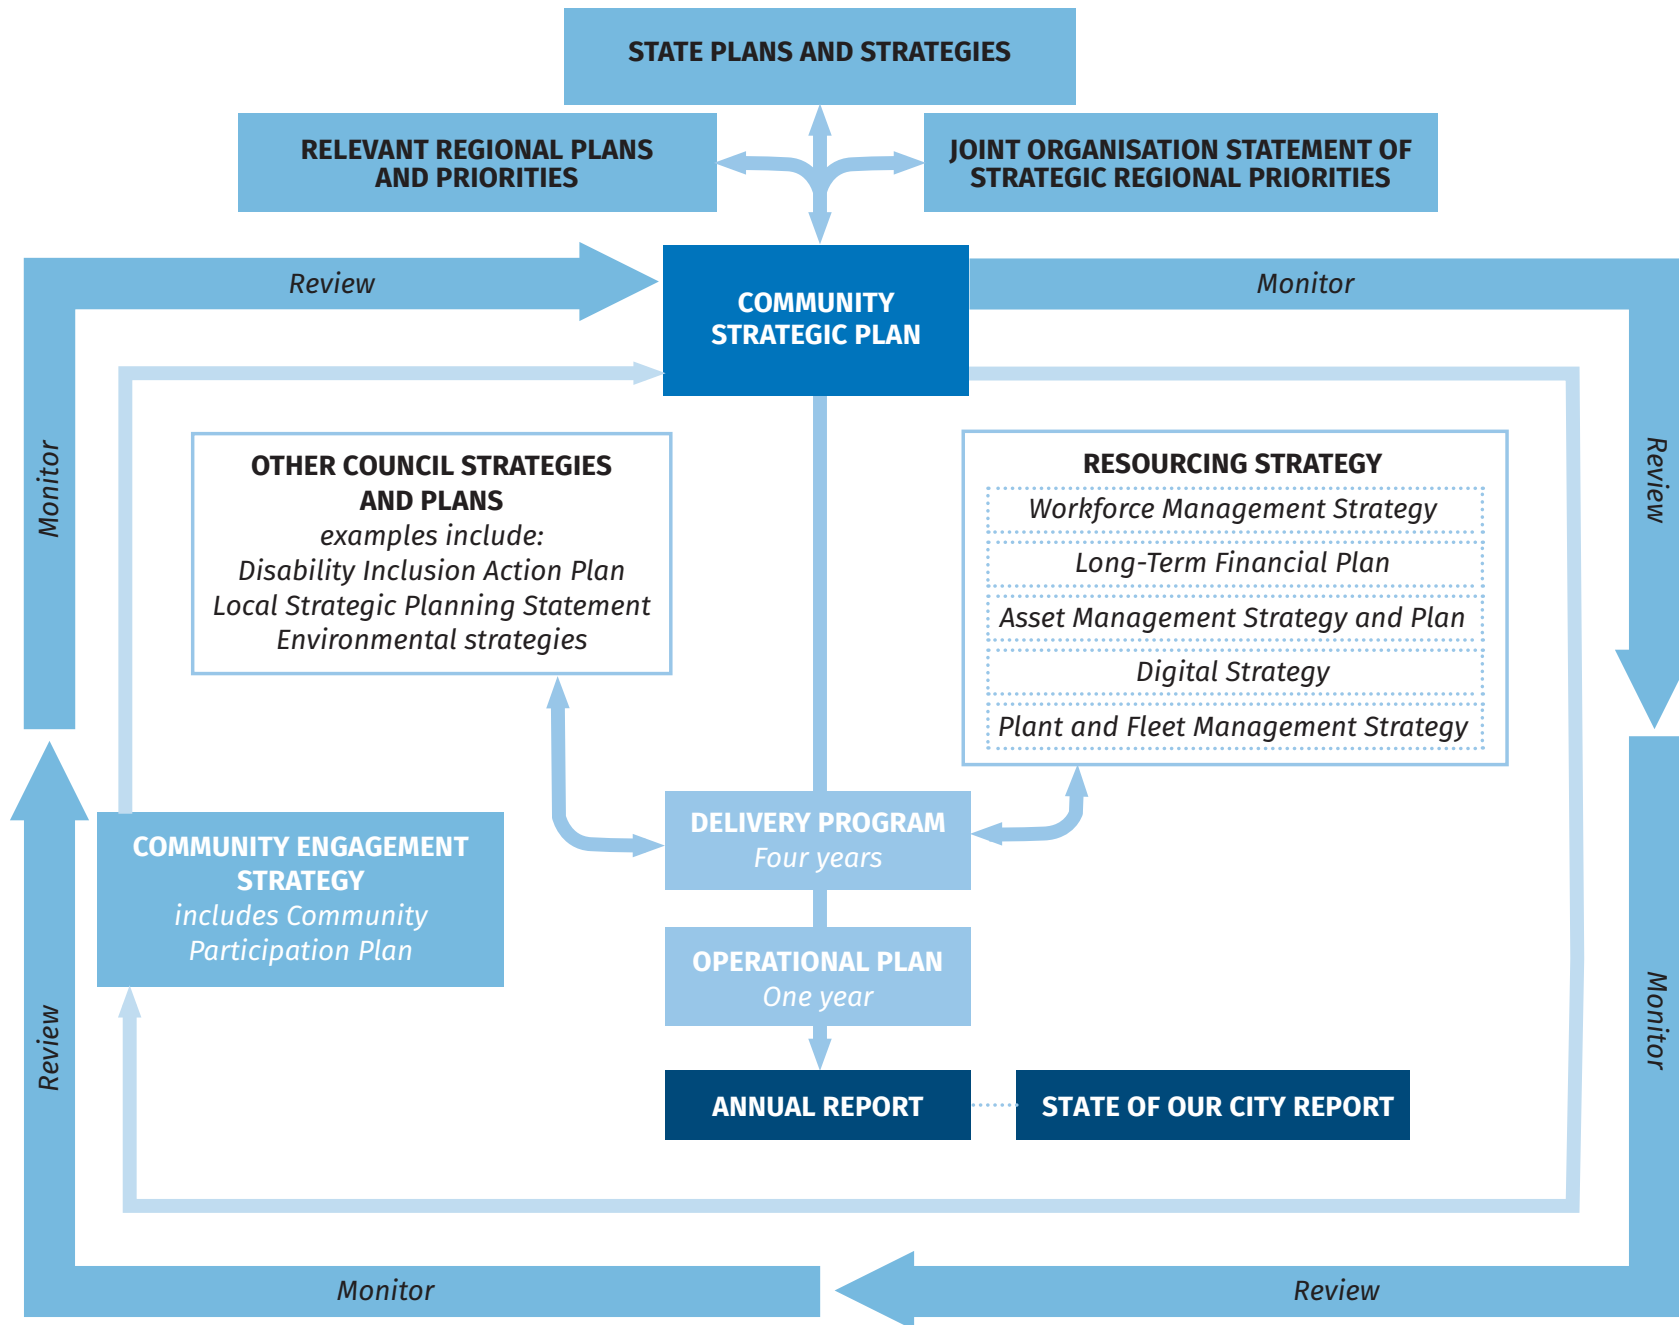 STATE PLANS AND STRATEGIES
RELEVANT REGIONAL PLANS
AND PRIORITIES
JOINT ORGANISATION STATEMENT OF
STRATEGIC REGIONAL PRIORITIES
Review
COMMUNITY
STRATEGIC PLAN
Monitor
Monitor
OTHER COUNCIL STRATEGIES
AND PLANS
examples include:
Disability Inclusion Action Plan
Local Strategic Planning Statement
Environmental strategies
RESOURCING STRATEGY
Workforce Management Strategy
Long-Term Financial Plan
Asset Management Strategy and Plan
Digital Strategy
Plant and Fleet Management Strategy
Review
COMMUNITY ENGAGEMENT
STRATEGY
includes Community
Participation Plan
DELIVERY PROGRAM
Four years
OPERATIONAL PLAN
One year
Review
Monitor
ANNUAL REPORT
STATE OF OUR CITY REPORT
Monitor
Review